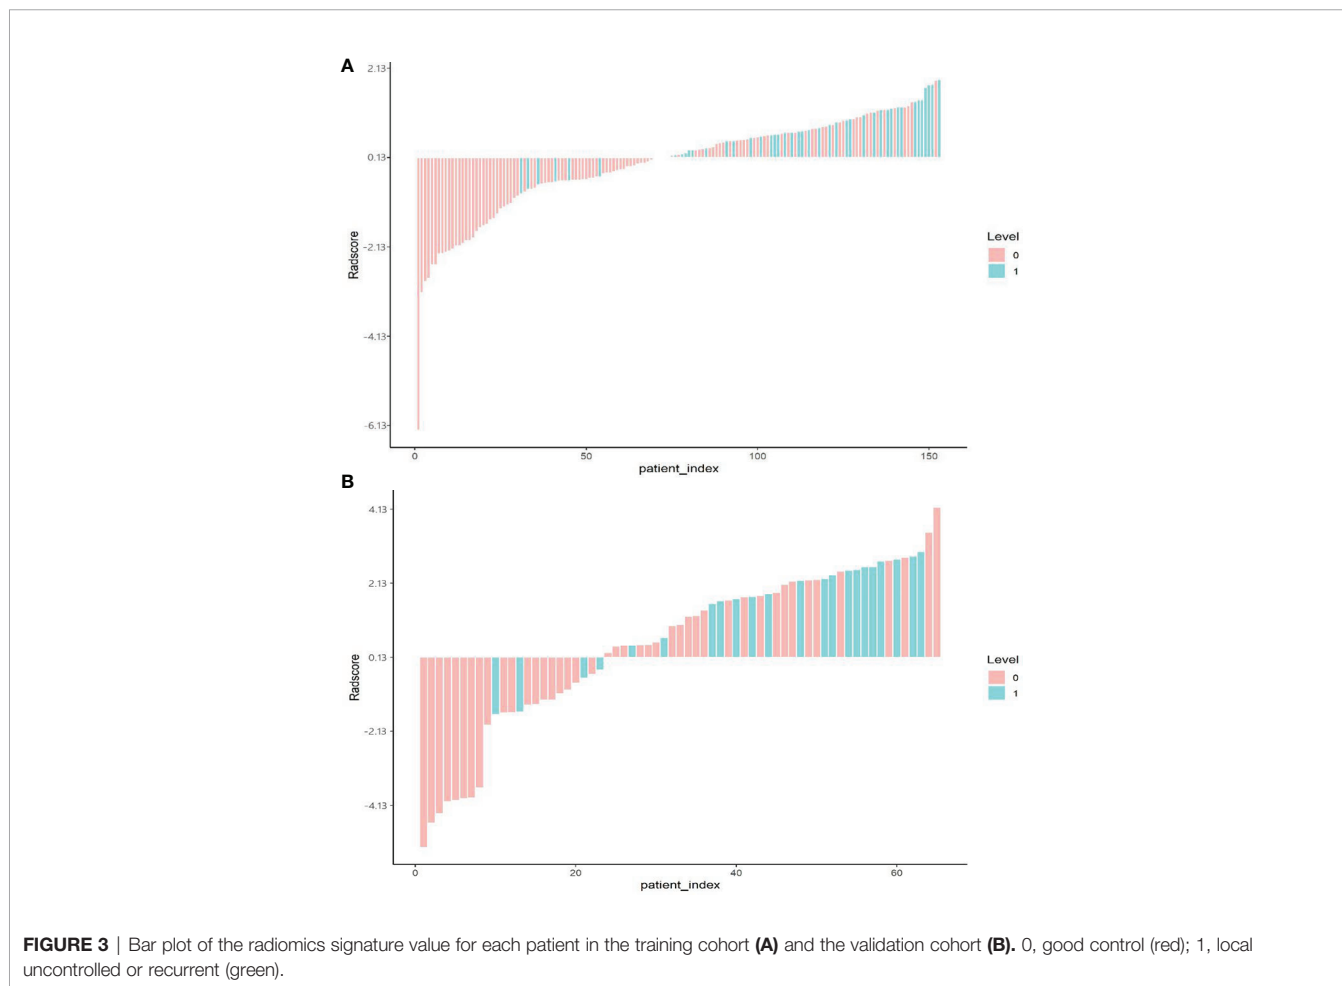 A
2.13
0.13
-2.13
-4.13
-6.13
Radscore
0 50 100 150
patient_index
Level
0
1
B
4.13
2.13
0.13
-2.13
-4.13
Radscore
0 20 40 60
patient_index
Level
0
1
FIGURE 3 | Bar plot of the radiomics signature value for each patient in the training cohort (A) and the validation cohort (B). 0, good control (red); 1, local
uncontrolled or recurrent (green).